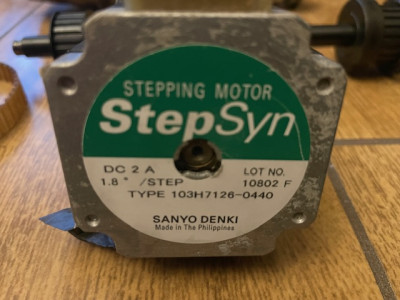 STEPPING MOTOR
StepSyn
DC 2 A LOT NO.
1.8° /STEP 10802 F
TYPE 103H7126-0440
SANYO DENKI
Made in The Philippines